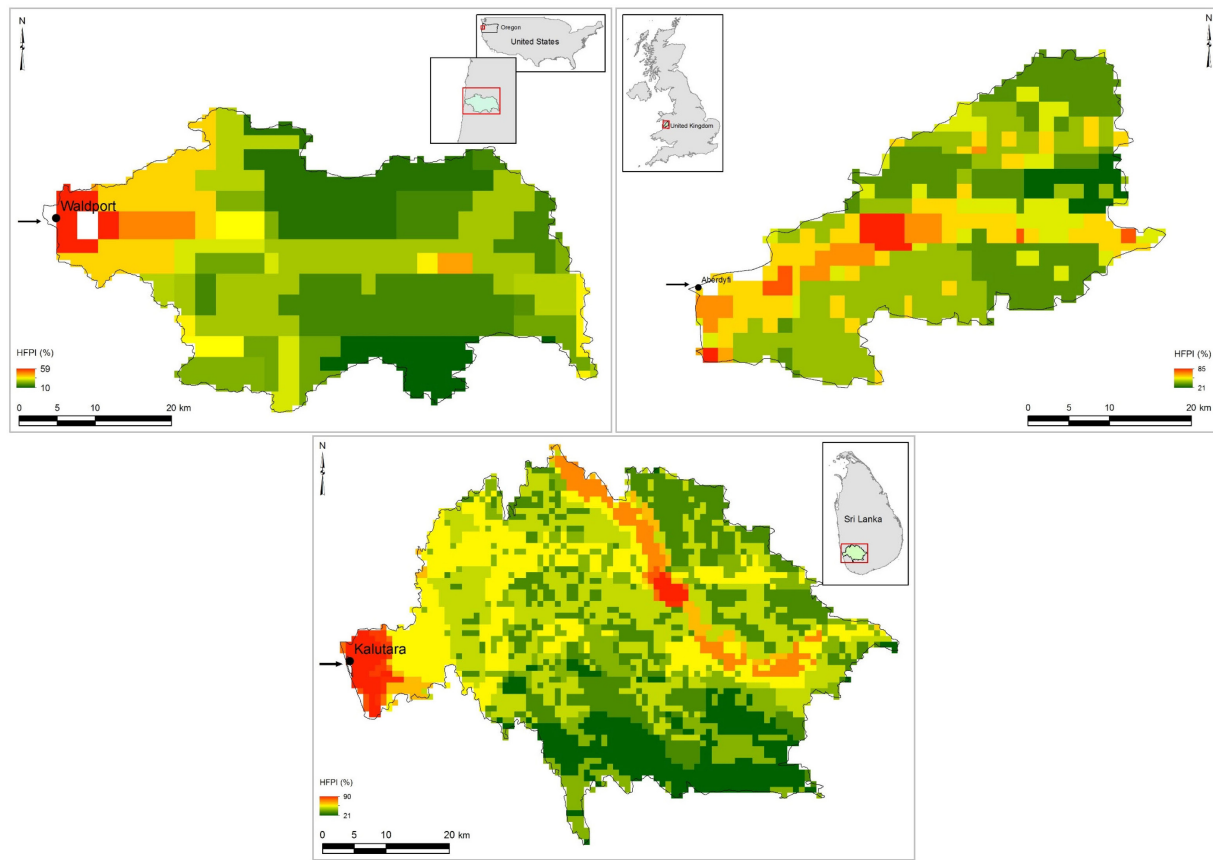 N
Oregon
United States
Waldport
HFPI (%)
59
10
0 5 10 20 km
N
United Kingdom
Aberdyfi
HFPI (%)
85
21
0 5 10 20 km
N
Sri Lanka
Kalutara
HFPI (%)
90
21
0 5 10 20 km